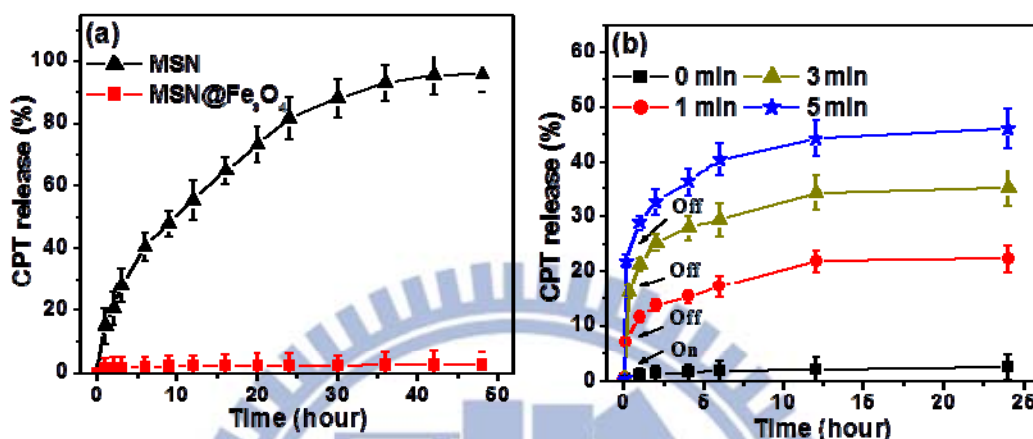 (a)
MSN
MSN@Fe₃O₄
CPT release (%)
100
80
60
40
20
0
0 10 20 30 40 50 60
Time (hour)
(b)
0 min 3 min
1 min 5 min
CPT release (%)
60
50
40
30
20
10
0
Off
Off
Off
On
0 5 10 15 20 25
Time (hour)